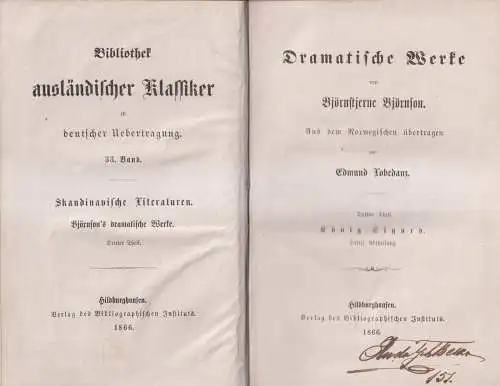 Bibliothek
ausländischer Klassiker
in
deutscher Uebertragung.
33. Band.
Skandinavische Literaturen.
Björnson's dramatische Werke.
Dritter Theil.
Hildburghausen.
Verlag des Bibliographischen Instituts.
1866.
Dramatische Werke
von
Björnstjerne Björnson.
Aus dem Norwegischen übertragen
von
Edmund Lobedanz.
Dritter Theil.
König Sigurd.
Abtheilung.
Hildburghausen.
Verlag des Bibliographischen Instituts.
1866
151.